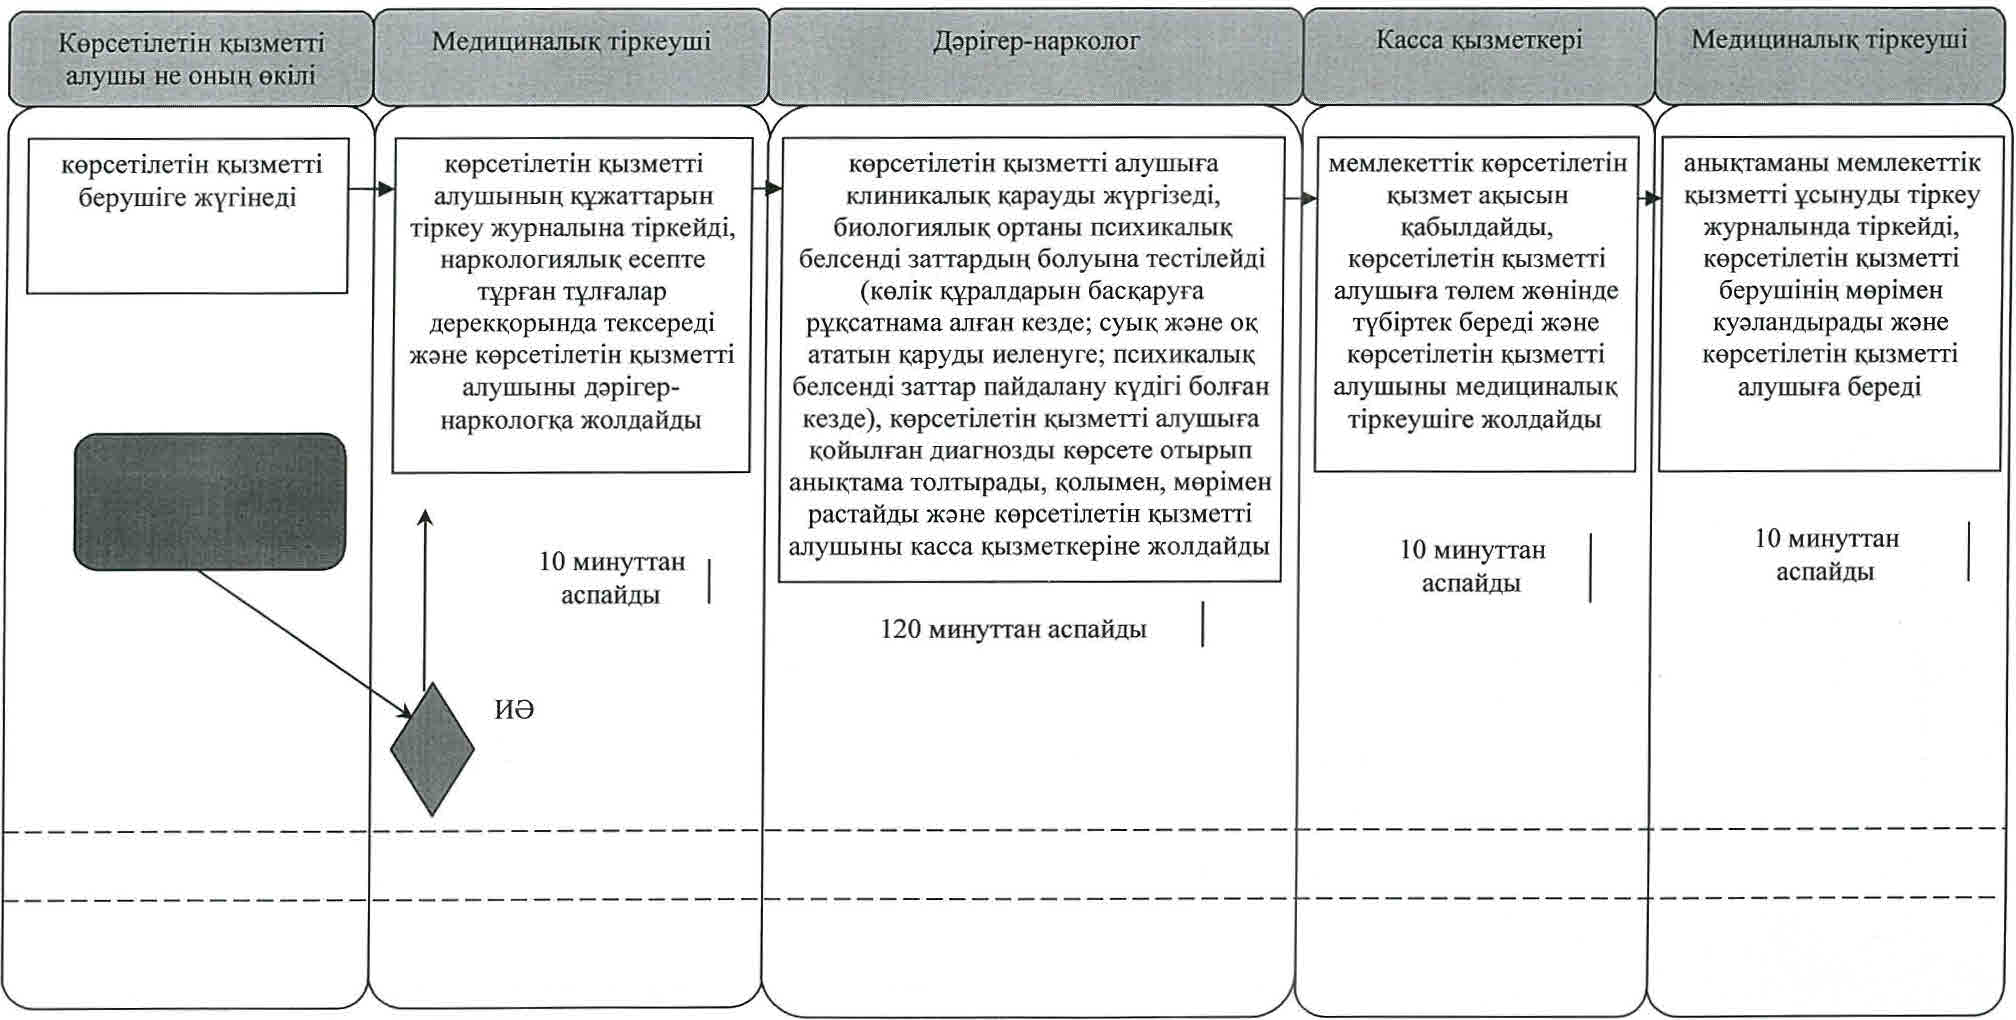 Көрсетілетін қызметті
алушы не оның өкілі
Медициналық тіркеуші
Дәрігер-нарколог
Касса қызметкері
Медициналық тіркеуші
көрсетілетін қызметті
берушіге жүгінеді
көрсетілетін қызметті
алушының құжаттарын
тіркеу журналына тіркейді,
наркологиялық есепте
тұрған тұлғалар
дерекқорында тексереді
және көрсетілетін қызметті
алушыны дәрігер-
наркологқа жолдайды
көрсетілетін қызметті алушыға
клиникалық қарауды жүргізеді,
биологиялық ортаны психикалық
белсенді заттардың болуына тестілейді
(көлік құралдарын басқаруға
рұқсатнама алған кезде; суық және оқ
ататын қаруды иеленуге; психикалық
белсенді заттар пайдалану күдігі болған
кезде), көрсетілетін қызметті алушыға
қойылған диагнозды көрсете отырып
анықтама толтырады, қолымен, мөрімен
растайды және көрсетілетін қызметті
алушыны касса қызметкеріне жолдайды
мемлекеттік көрсетілетін
қызмет ақысын
қабылдайды,
көрсетілетін қызметті
алушыға төлем жөнінде
түбіртек береді және
көрсетілетін қызметті
алушыны медициналық
тіркеушіге жолдайды
анықтаманы мемлекеттік
қызметті ұсынуды тіркеу
журналында тіркейді,
көрсетілетін қызметті
берушінің мөрімен
куәландырады және
көрсетілетін қызметті
алушыға береді
10 минуттан
аспайды
120 минуттан аспайды
10 минуттан
аспайды
10 минуттан
аспайды
ИӘ